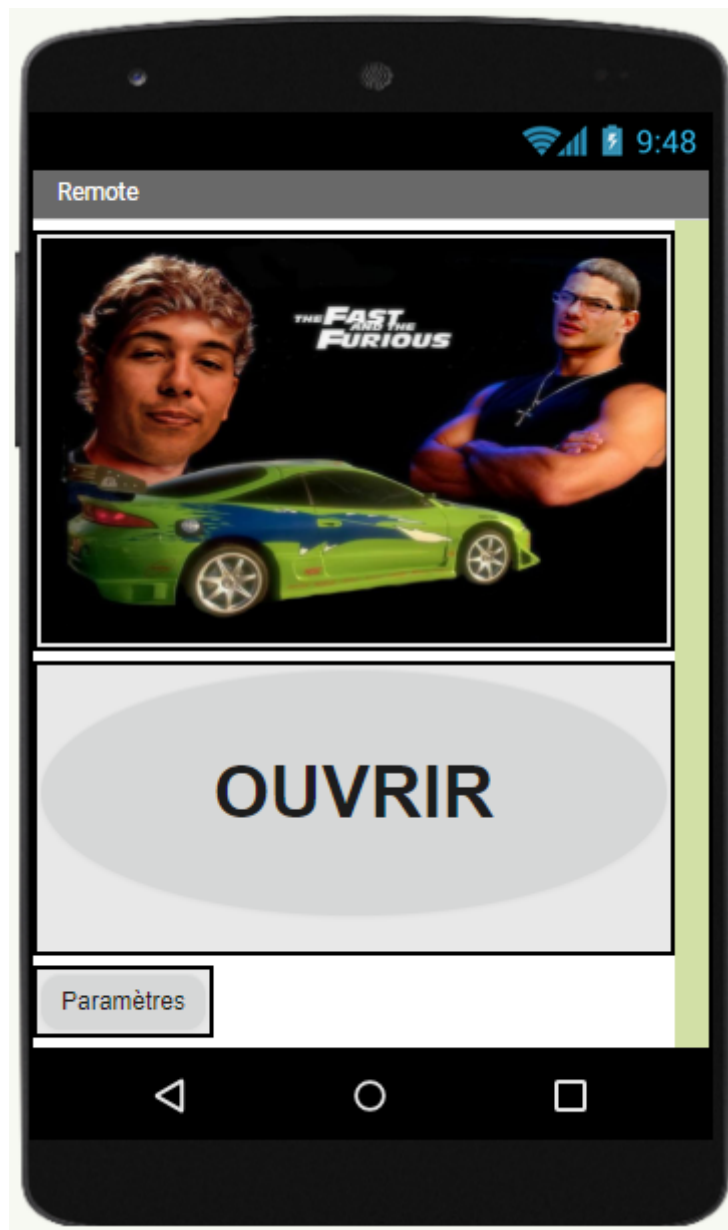 9:48
Remote
THE FAST
AND THE
FURIOUS
OUVRIR
Paramètres